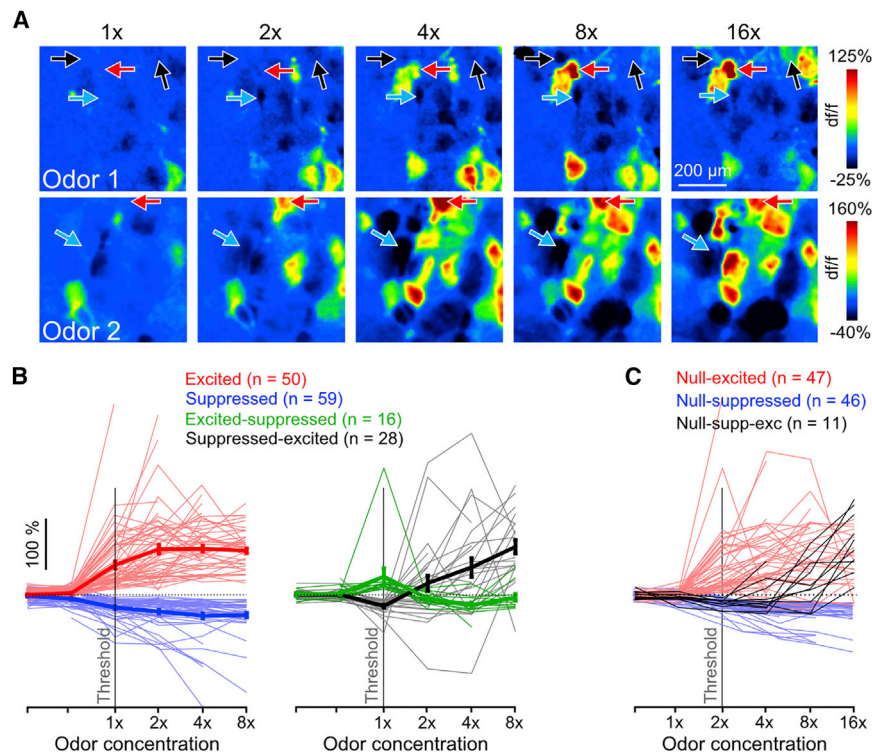 A
1x 2x 4x 8x 16x
Odor 1
200 μm
125%
df/f
-25%
Odor 2
160%
df/f
-40%
B
Excited (n = 50)
Suppressed (n = 59)
Excited-suppressed (n = 16)
Suppressed-excited (n = 28)
100 %
Threshold
1x 2x 4x 8x
Odor concentration
Threshold
1x 2x 4x 8x
Odor concentration
C
Null-excited (n = 47)
Null-suppressed (n = 46)
Null-supp-exc (n = 11)
Threshold
1x 2x 4x 8x 16x
Odor concentration